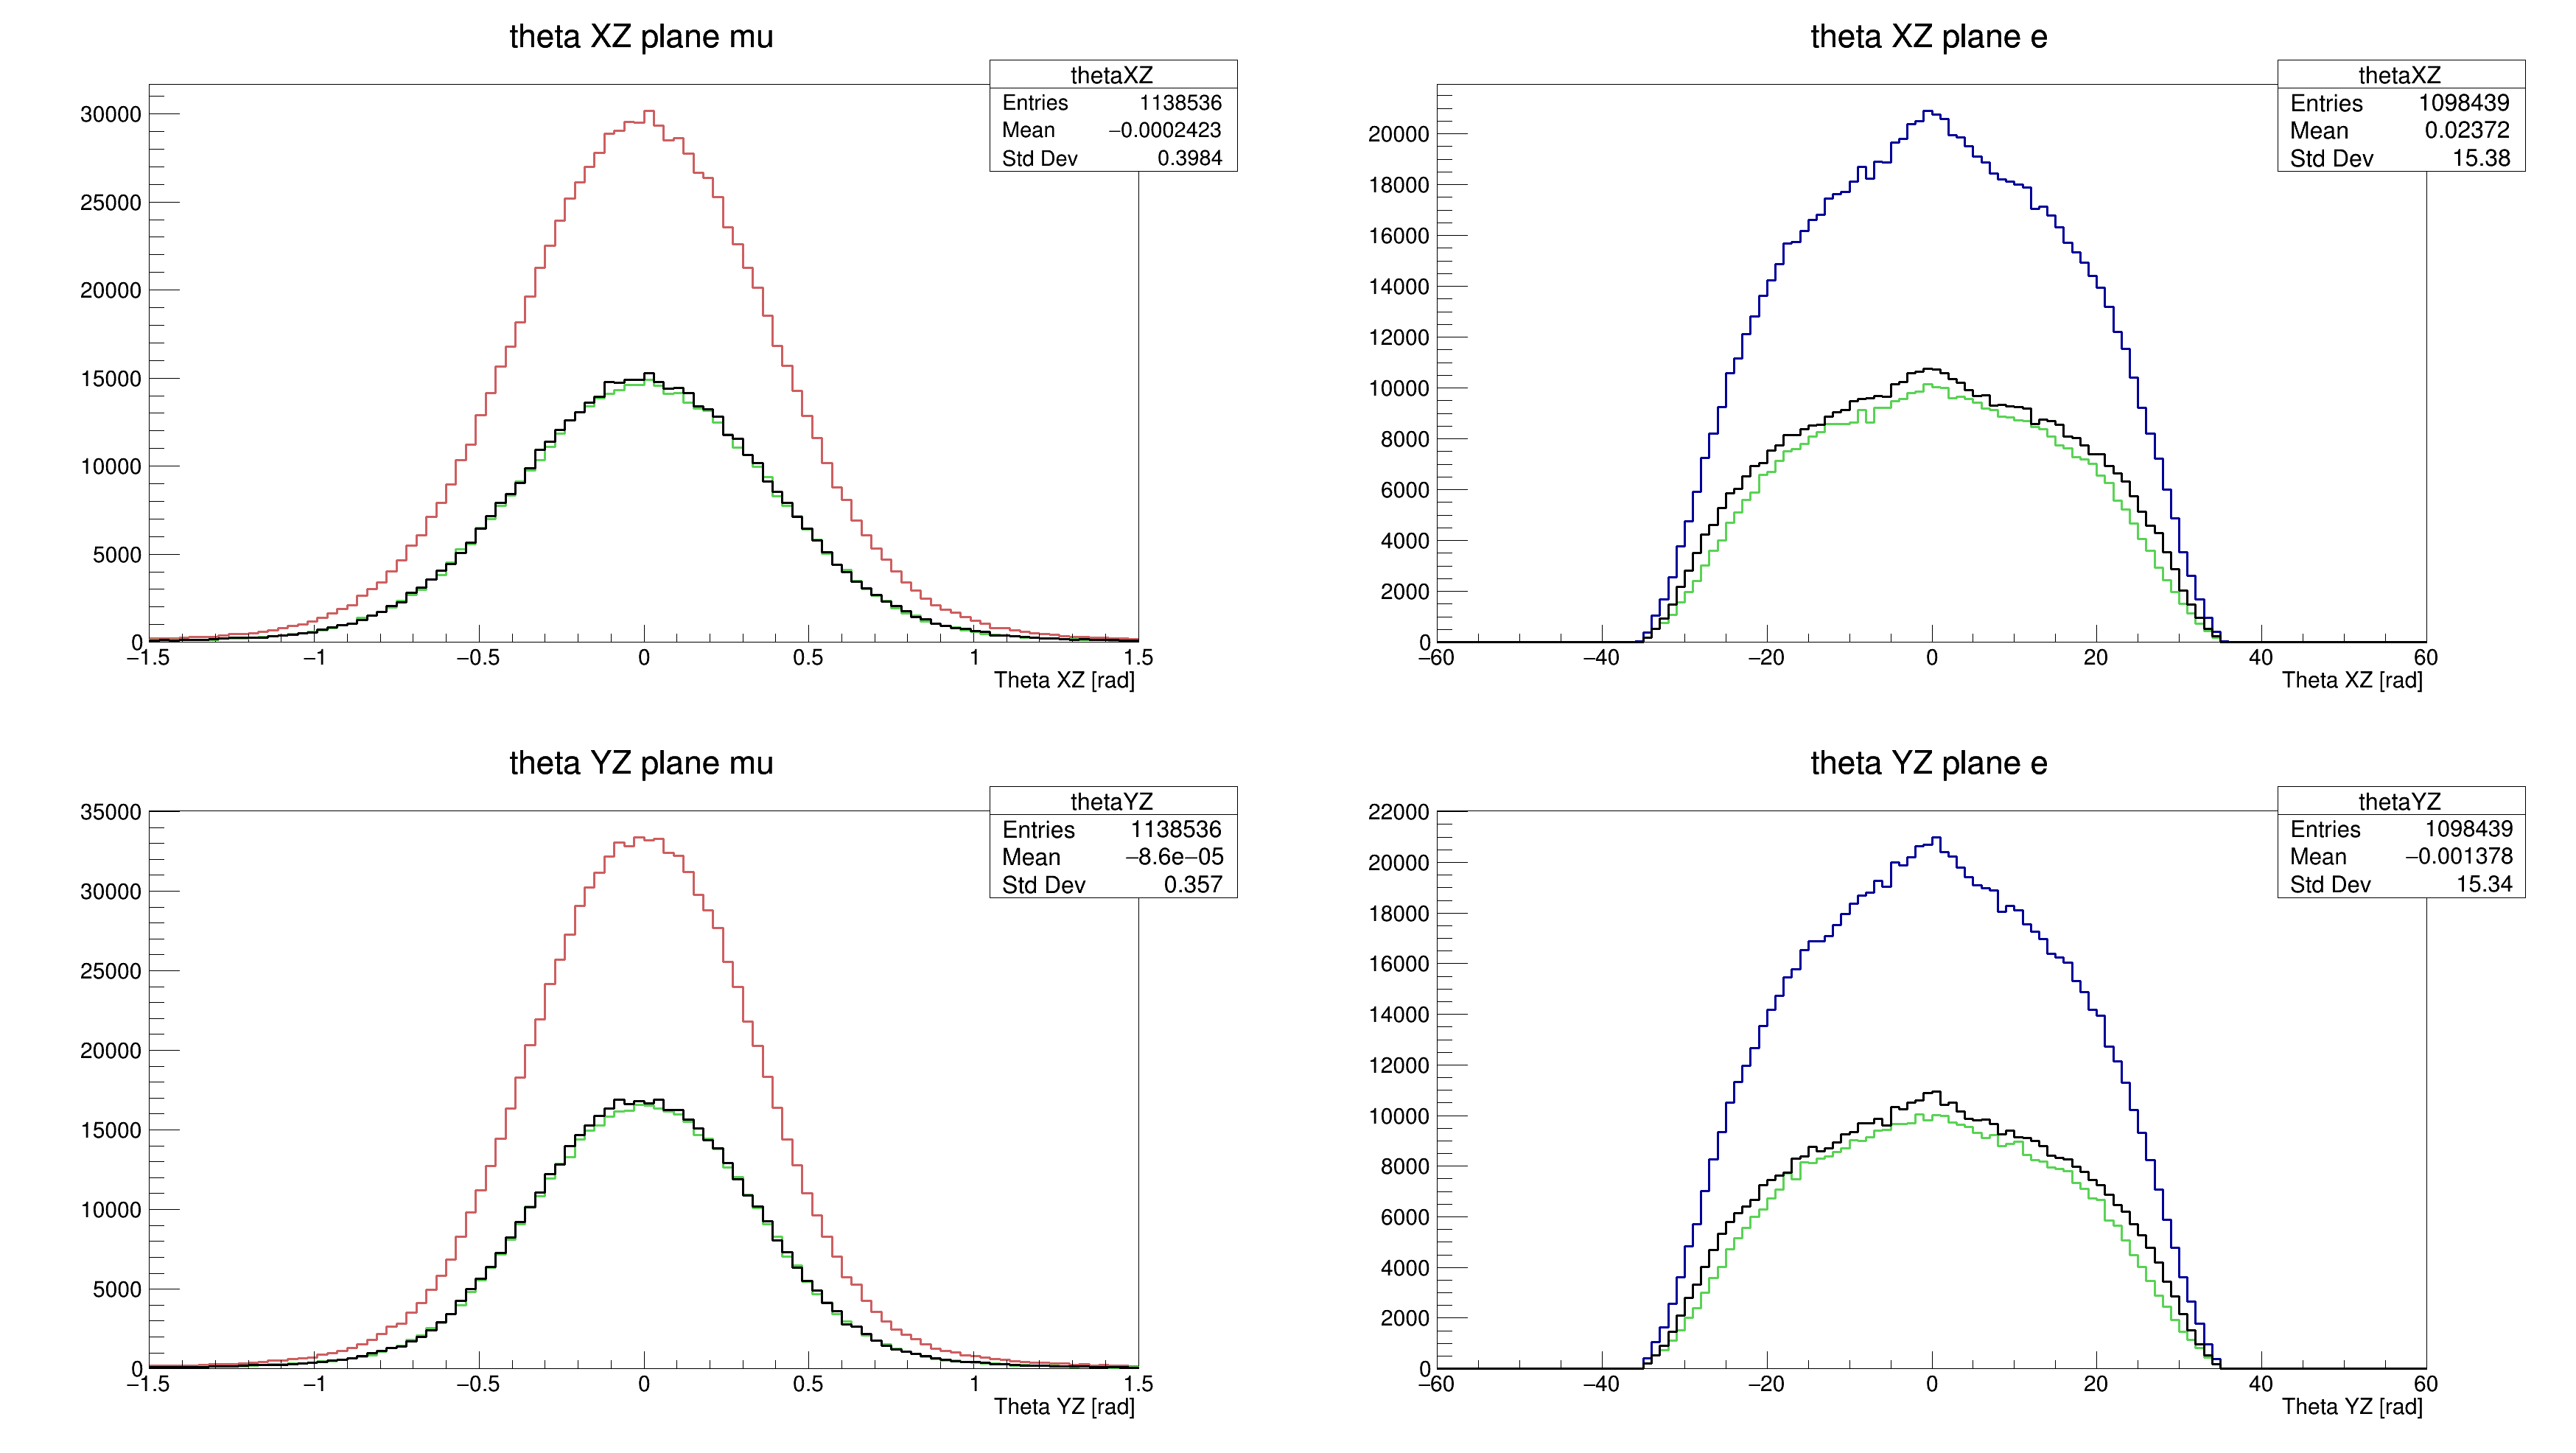 theta XZ plane mu
thetaXZ
Entries 1138536
Mean −0.0002423
Std Dev 0.3984
30000
25000
20000
15000
10000
5000
0
−1.5 −1 −0.5 0 0.5 1 1.5
Theta XZ [rad]
theta XZ plane e
thetaXZ
Entries 1098439
Mean 0.02372
Std Dev 15.38
20000
18000
16000
14000
12000
10000
8000
6000
4000
2000
0
−60 −40 −20 0 20 40 60
Theta XZ [rad]
theta YZ plane mu
thetaYZ
Entries 1138536
Mean −8.6e−05
Std Dev 0.357
35000
30000
25000
20000
15000
10000
5000
0
−1.5 −1 −0.5 0 0.5 1 1.5
Theta YZ [rad]
theta YZ plane e
thetaYZ
Entries 1098439
Mean −0.001378
Std Dev 15.34
22000
20000
18000
16000
14000
12000
10000
8000
6000
4000
2000
0
−60 −40 −20 0 20 40 60
Theta YZ [rad]